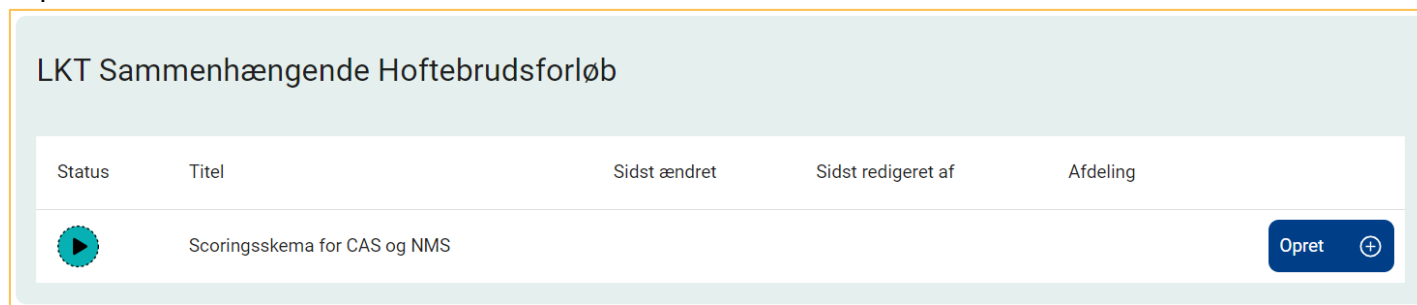 LKT Sammenhængende Hoftebrudsforløb
Status Titel Sidst ændret Sidst redigeret af Afdeling
Scoringsskema for CAS og NMS Opret